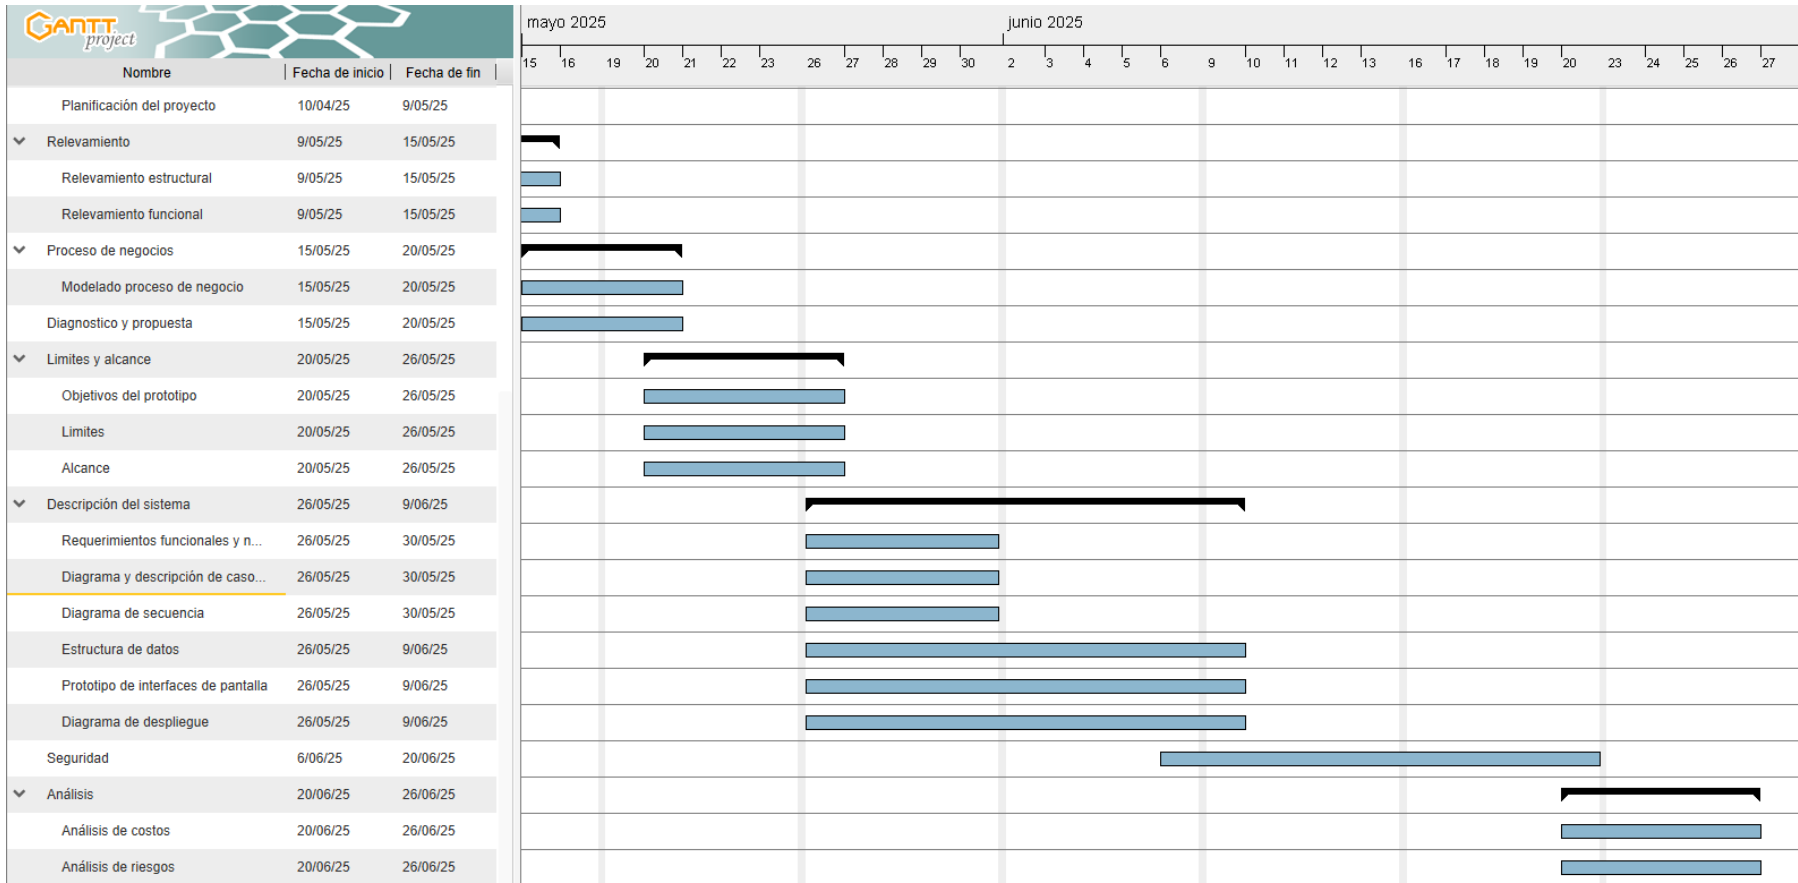 GANTT
project
mayo 2025 junio 2025
15 16 19 20 21 22 23 26 27 28 29 30 2 3 4 5 6 9 10 11 12 13 16 17 18 19 20 23 24 25 26 27
Nombre Fecha de inicio Fecha de fin
Planificación del proyecto 10/04/25 9/05/25
Relevamiento 9/05/25 15/05/25
Relevamiento estructural 9/05/25 15/05/25
Relevamiento funcional 9/05/25 15/05/25
Proceso de negocios 15/05/25 20/05/25
Modelado proceso de negocio 15/05/25 20/05/25
Diagnostico y propuesta 15/05/25 20/05/25
Limites y alcance 20/05/25 26/05/25
Objetivos del prototipo 20/05/25 26/05/25
Limites 20/05/25 26/05/25
Alcance 20/05/25 26/05/25
Descripción del sistema 26/05/25 9/06/25
Requerimientos funcionales y n... 26/05/25 30/05/25
Diagrama y descripción de caso... 26/05/25 30/05/25
Diagrama de secuencia 26/05/25 30/05/25
Estructura de datos 26/05/25 9/06/25
Prototipo de interfaces de pantalla 26/05/25 9/06/25
Diagrama de despliegue 26/05/25 9/06/25
Seguridad 6/06/25 20/06/25
Análisis 20/06/25 26/06/25
Análisis de costos 20/06/25 26/06/25
Análisis de riesgos 20/06/25 26/06/25